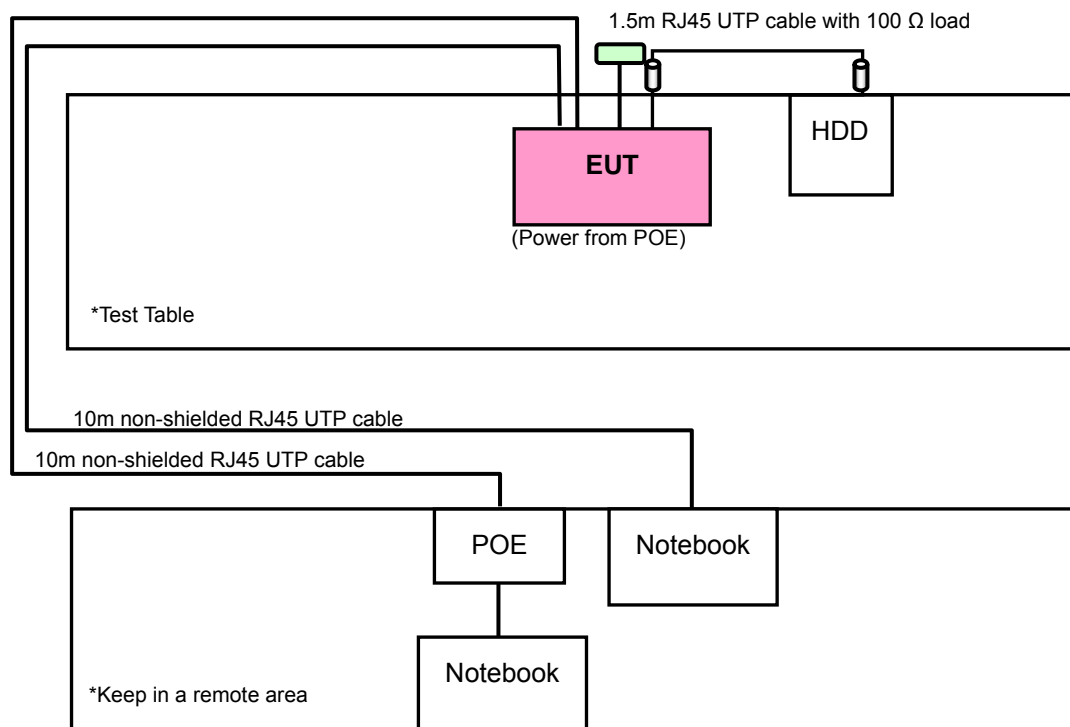 1.5m RJ45 UTP cable with 100 Ω load
HDD
EUT
(Power from POE)
*Test Table
10m non-shielded RJ45 UTP cable
10m non-shielded RJ45 UTP cable
POE
Notebook
Notebook
*Keep in a remote area